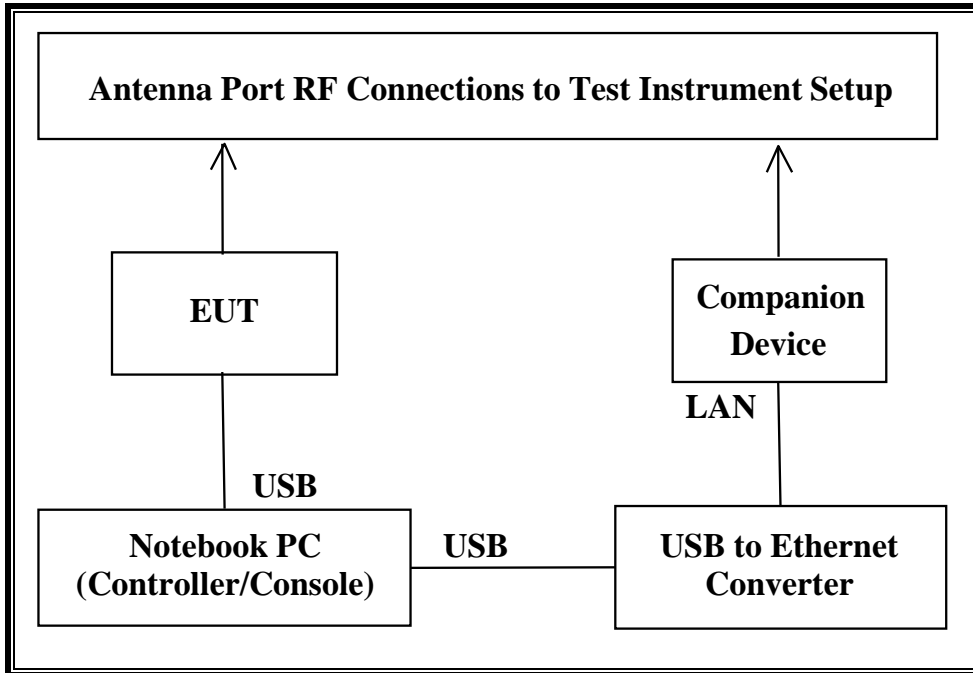 Antenna Port RF Connections to Test Instrument Setup
EUT
Companion
Device
LAN
USB
Notebook PC
(Controller/Console)
USB
USB to Ethernet
Converter